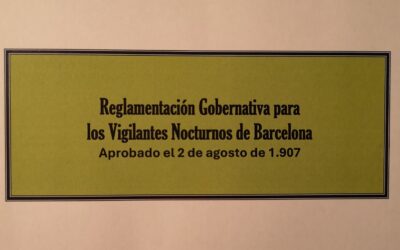 Reglamentación Gobernativa para
los Vigilantes Nocturnos de Barcelona
Aprobado el 2 de agosto de 1.907